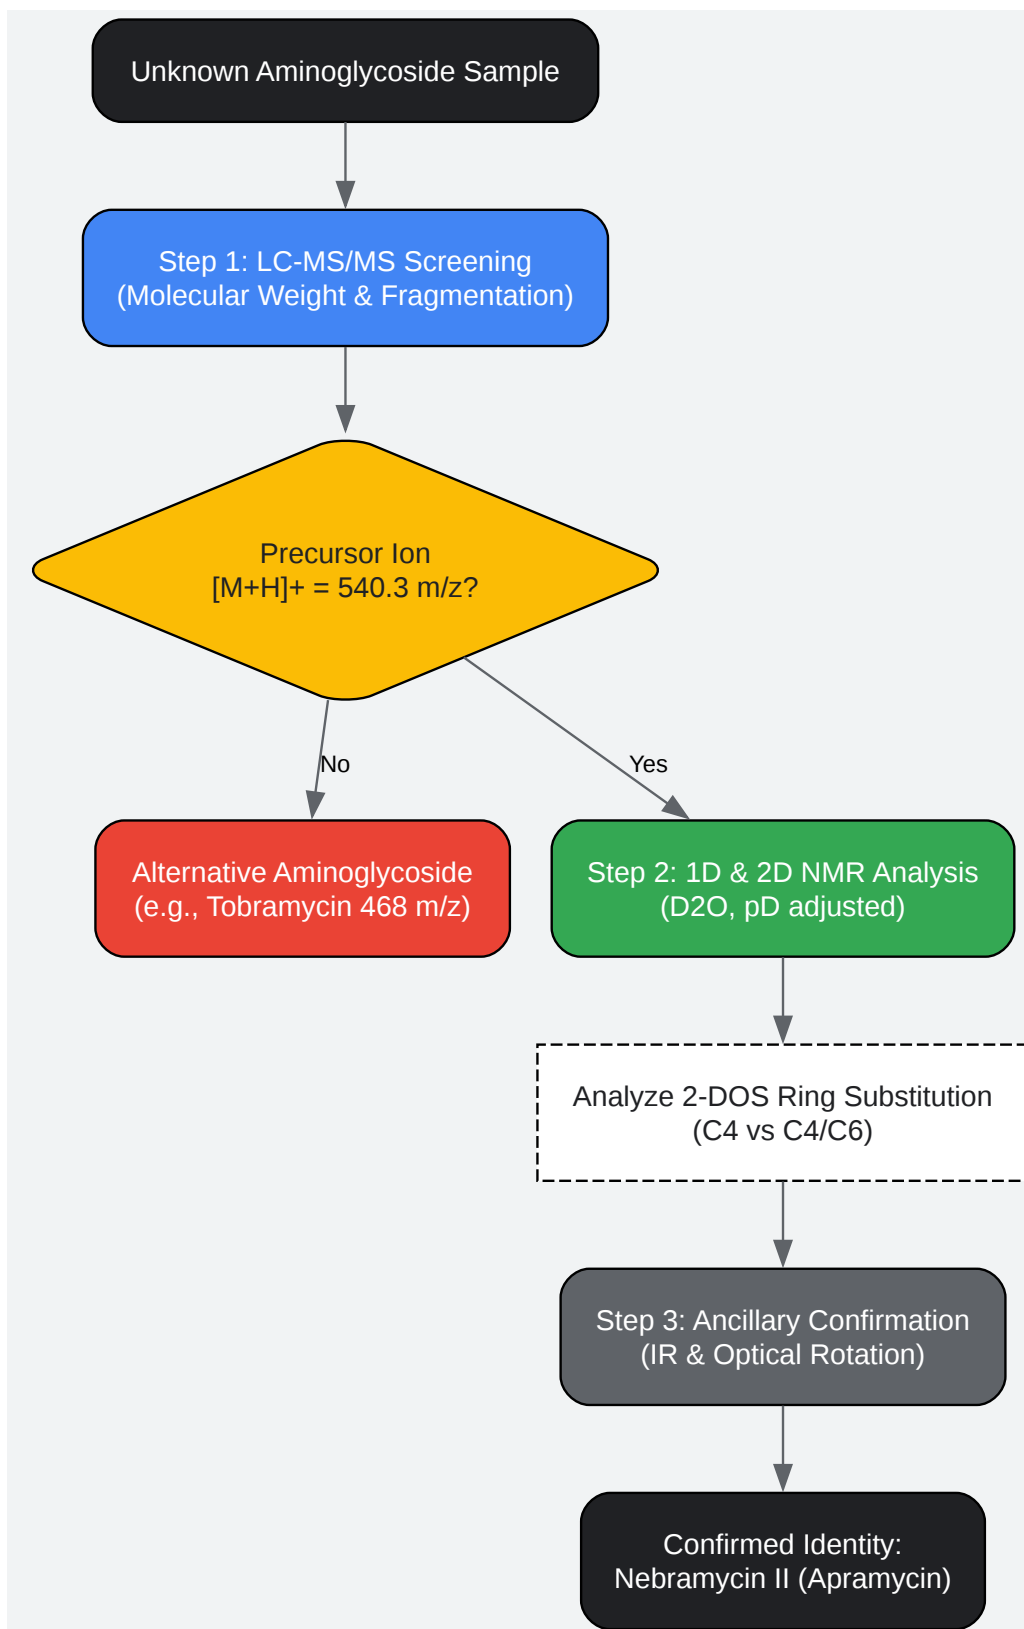 Unknown Aminoglycoside Sample
Step 1: LC-MS/MS Screening
(Molecular Weight & Fragmentation)
Precursor Ion
[M+H]+ = 540.3 m/z?
No
Yes
Alternative Aminoglycoside
(e.g., Tobramycin 468 m/z)
Step 2: 1D & 2D NMR Analysis
(D2O, pD adjusted)
Analyze 2-DOS Ring Substitution
(C4 vs C4/C6)
Step 3: Ancillary Confirmation
(IR & Optical Rotation)
Confirmed Identity:
Nebramycin II (Apramycin)